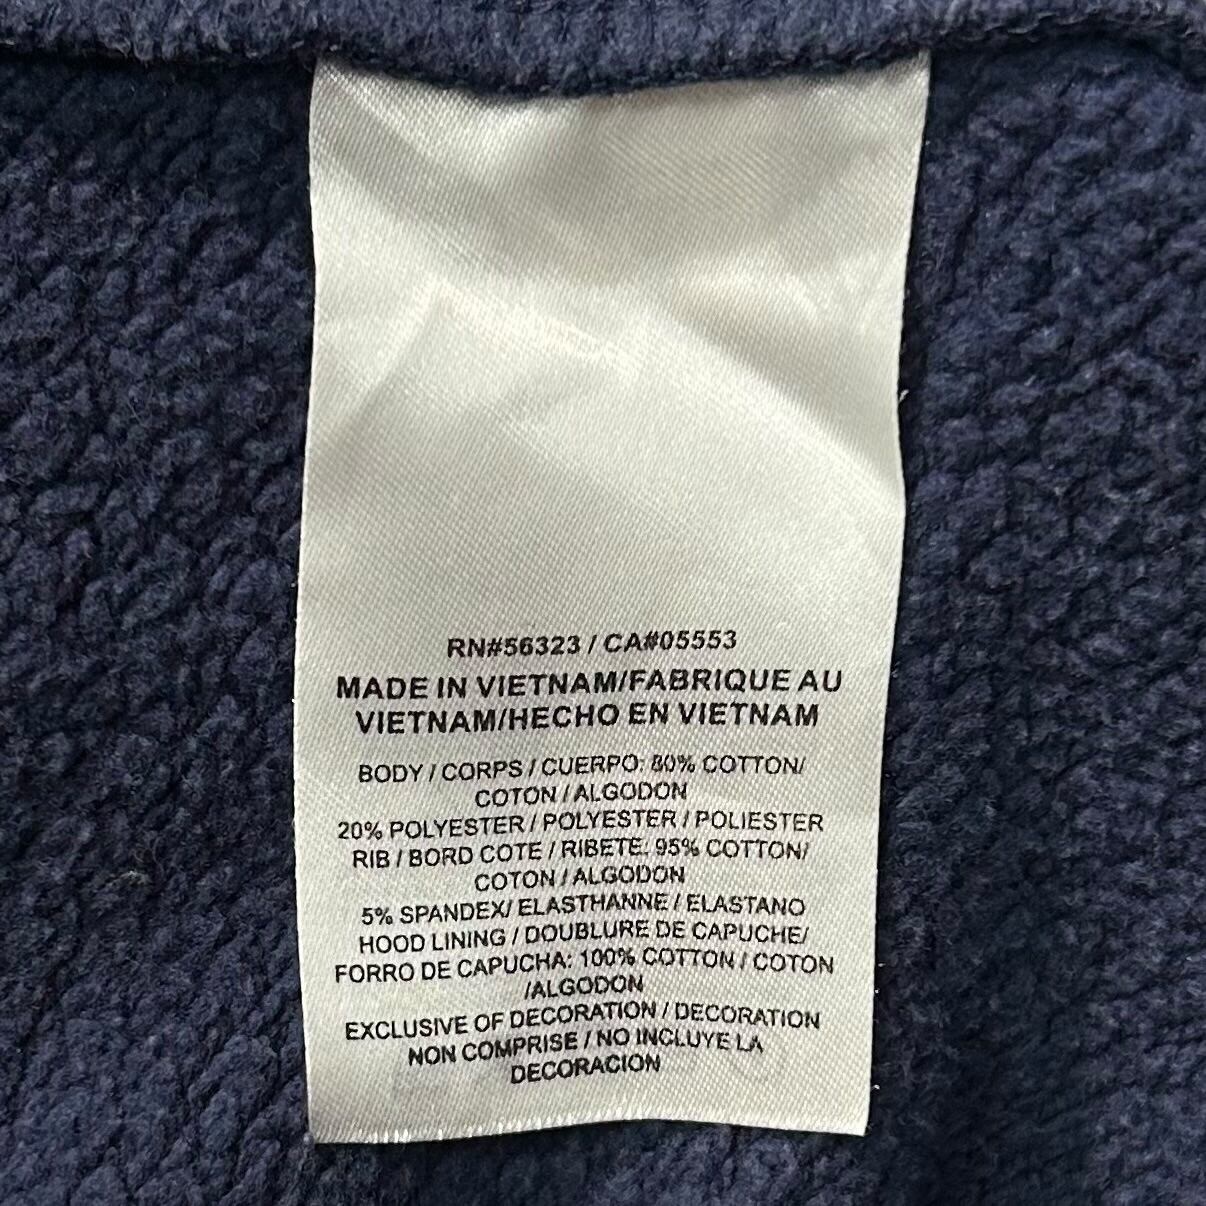 RN#56323 / CA#05553
MADE IN VIETNAM/FABRIQUE AU
VIETNAM/HECHO EN VIETNAM
BODY / CORPS / CUERPO: 80% COTTON/
COTON / ALGODON
20% POLYESTER / POLYESTER / POLIESTER
RIB / BORD COTE / RIBETE: 95% COTTON/
COTON / ALGODON
5% SPANDEX/ ELASTHANNE / ELASTANO
HOOD LINING / DOUBLURE DE CAPUCHE/
FORRO DE CAPUCHA: 100% COTTON / COTON
/ALGODON
EXCLUSIVE OF DECORATION / DECORATION
NON COMPRISE / NO INCLUYE LA
DECORACION